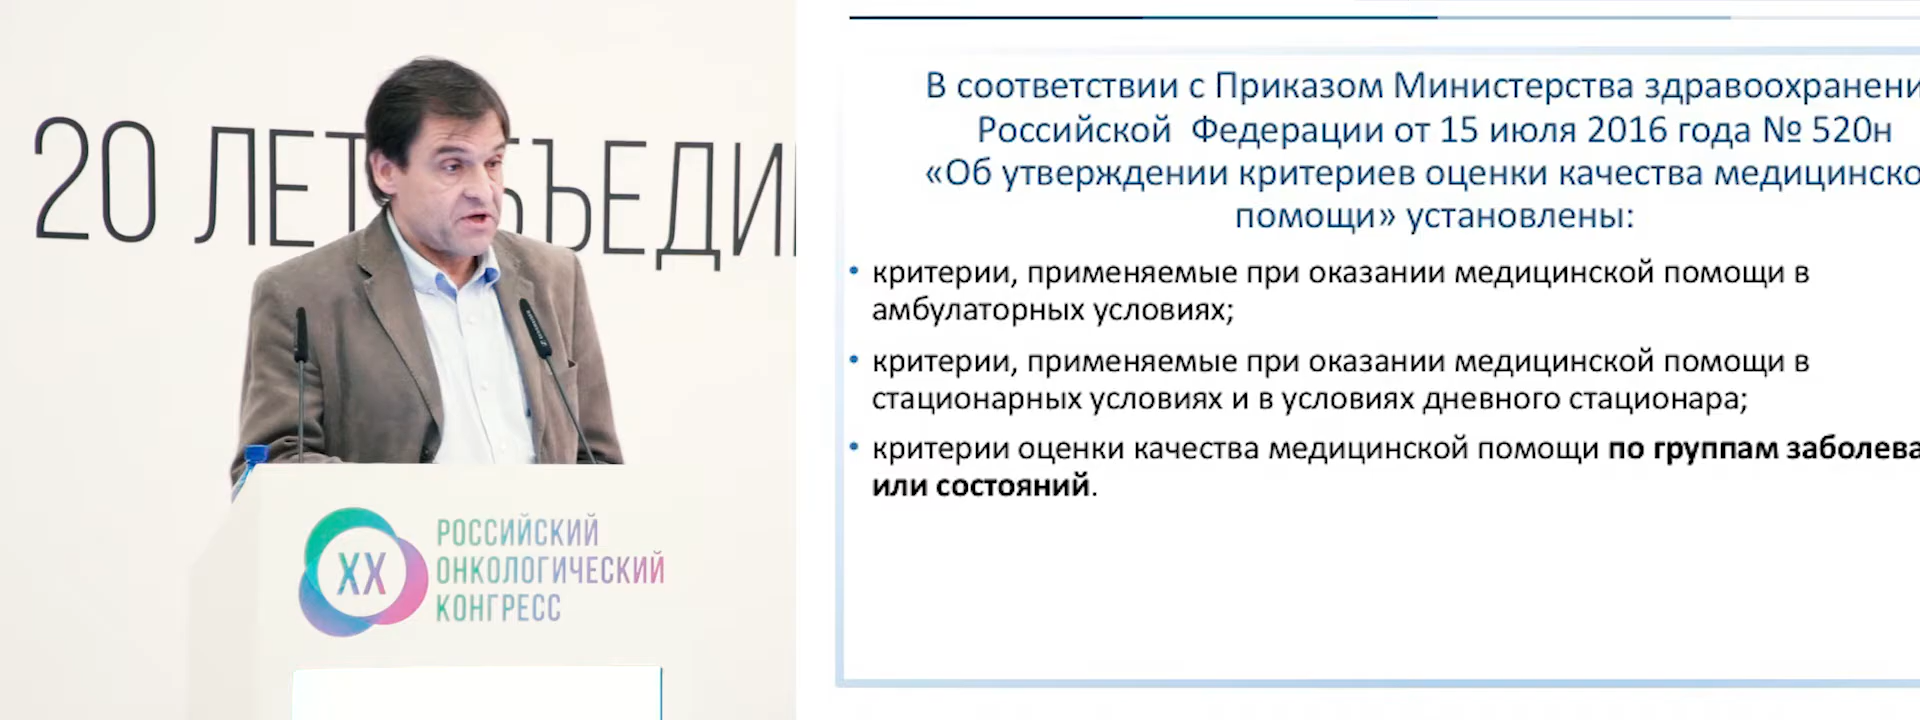 20 ЛЕТ ЪЕДИ
XX
РОССИЙСКИЙ
ОНКОЛОГИЧЕСКИЙ
КОНГРЕСС
В соответствии с Приказом Министерства здравоохранени
Российской Федерации от 15 июля 2016 года № 520н
«Об утверждении критериев оценки качества медицинско
помощи» установлены:
• критерии, применяемые при оказании медицинской помощи в
амбулаторных условиях;
• критерии, применяемые при оказании медицинской помощи в
стационарных условиях и в условиях дневного стационара;
• критерии оценки качества медицинской помощи по группам заболева
или состояний.